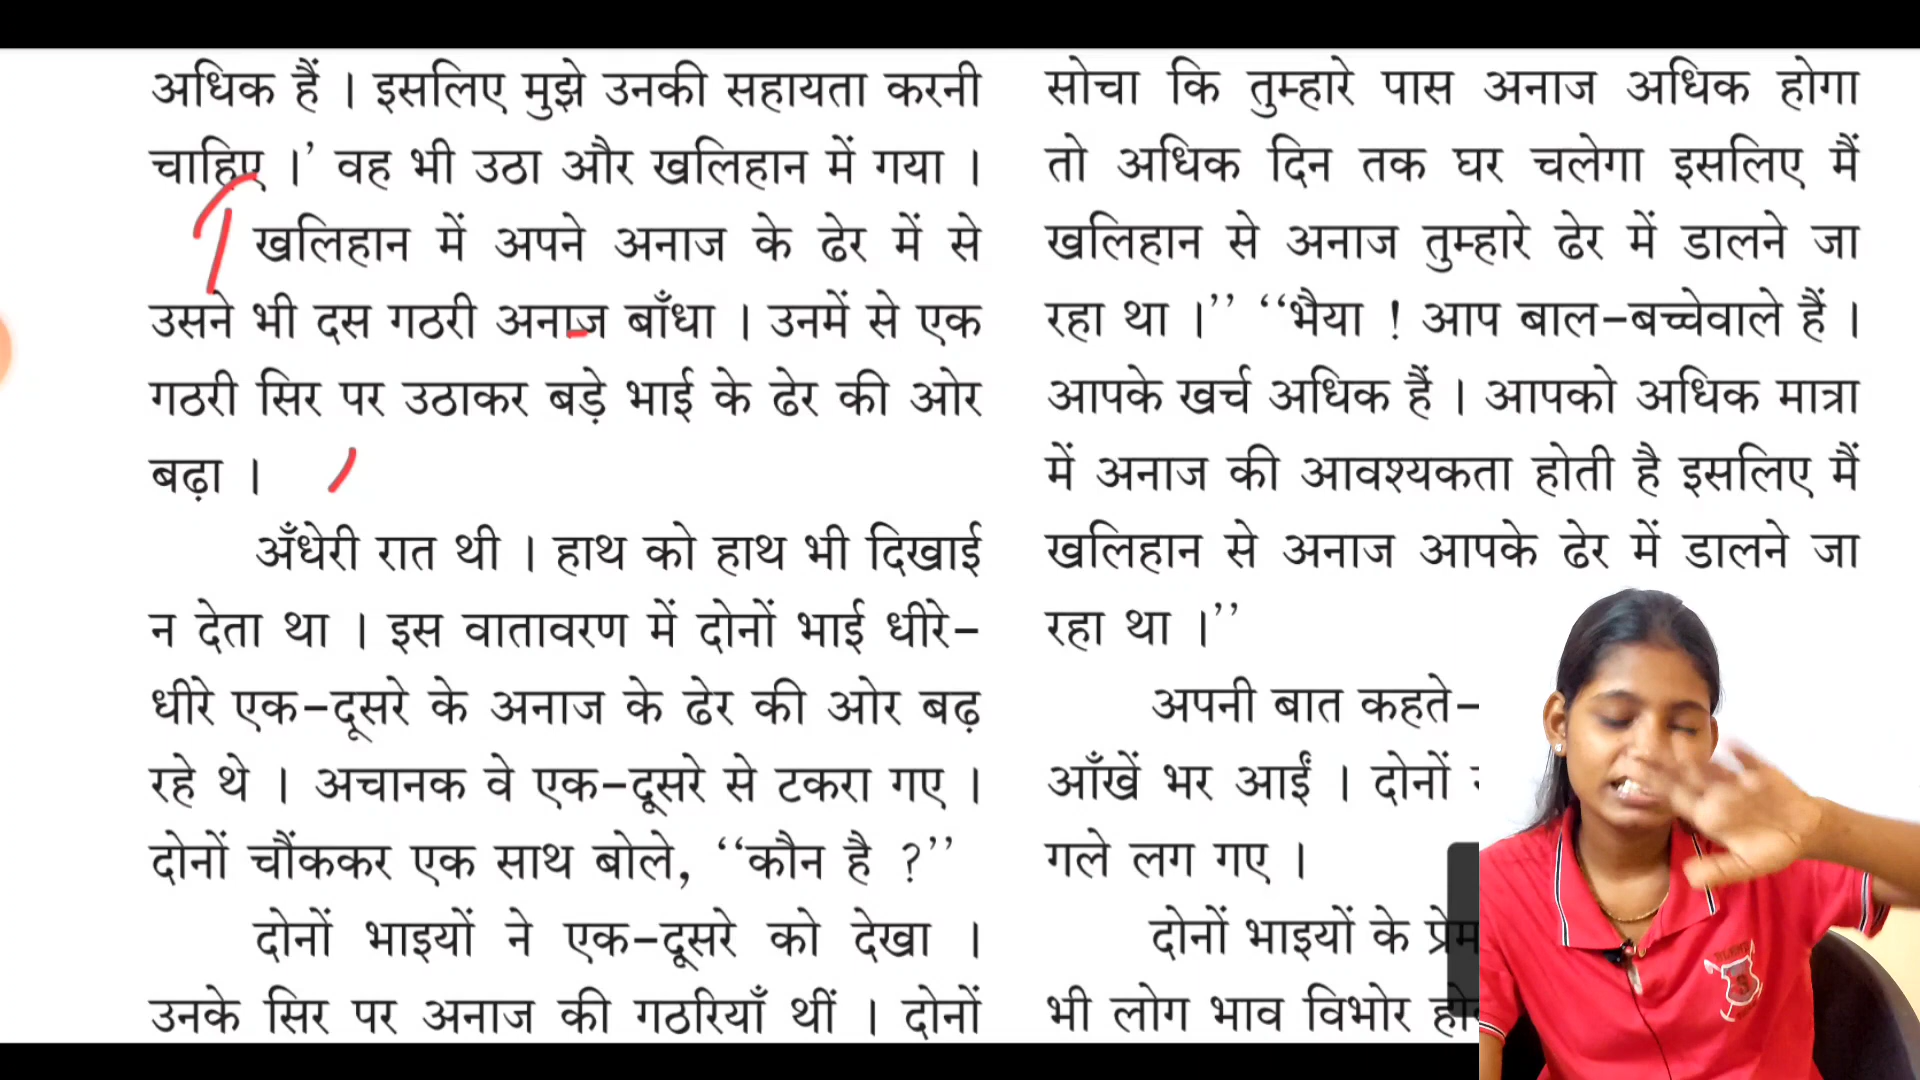 अधिक हैं । इसलिए मुझे उनकी सहायता करनी
चाहिए ।’ वह भी उठा और खलिहान में गया ।
खलिहान में अपने अनाज के ढेर में से
उसने भी दस गठरी अनाज बाँधा । उनमें से एक
गठरी सिर पर उठाकर बड़े भाई के ढेर की ओर
बढ़ा ।
अँधेरी रात थी । हाथ को हाथ भी दिखाई
न देता था । इस वातावरण में दोनों भाई धीरे-
धीरे एक-दूसरे के अनाज के ढेर की ओर बढ़
रहे थे । अचानक वे एक-दूसरे से टकरा गए ।
दोनों चौंककर एक साथ बोले, ‘‘कौन है ?’’
दोनों भाइयों ने एक-दूसरे को देखा ।
उनके सिर पर अनाज की गठरियाँ थीं । दोनों
सोचा कि तुम्हारे पास अनाज अधिक होगा
तो अधिक दिन तक घर चलेगा इसलिए मैं
खलिहान से अनाज तुम्हारे ढेर में डालने जा
रहा था ।’’ ‘‘भैया ! आप बाल-बच्चेवाले हैं ।
आपके खर्च अधिक हैं । आपको अधिक मात्रा
में अनाज की आवश्यकता होती है इसलिए मैं
खलिहान से अनाज आपके ढेर में डालने जा
रहा था ।’’
अपनी बात कहते-
आँखें भर आईं । दोनों
गले लग गए ।
दोनों भाइयों के
भी लोग भाव विभोर